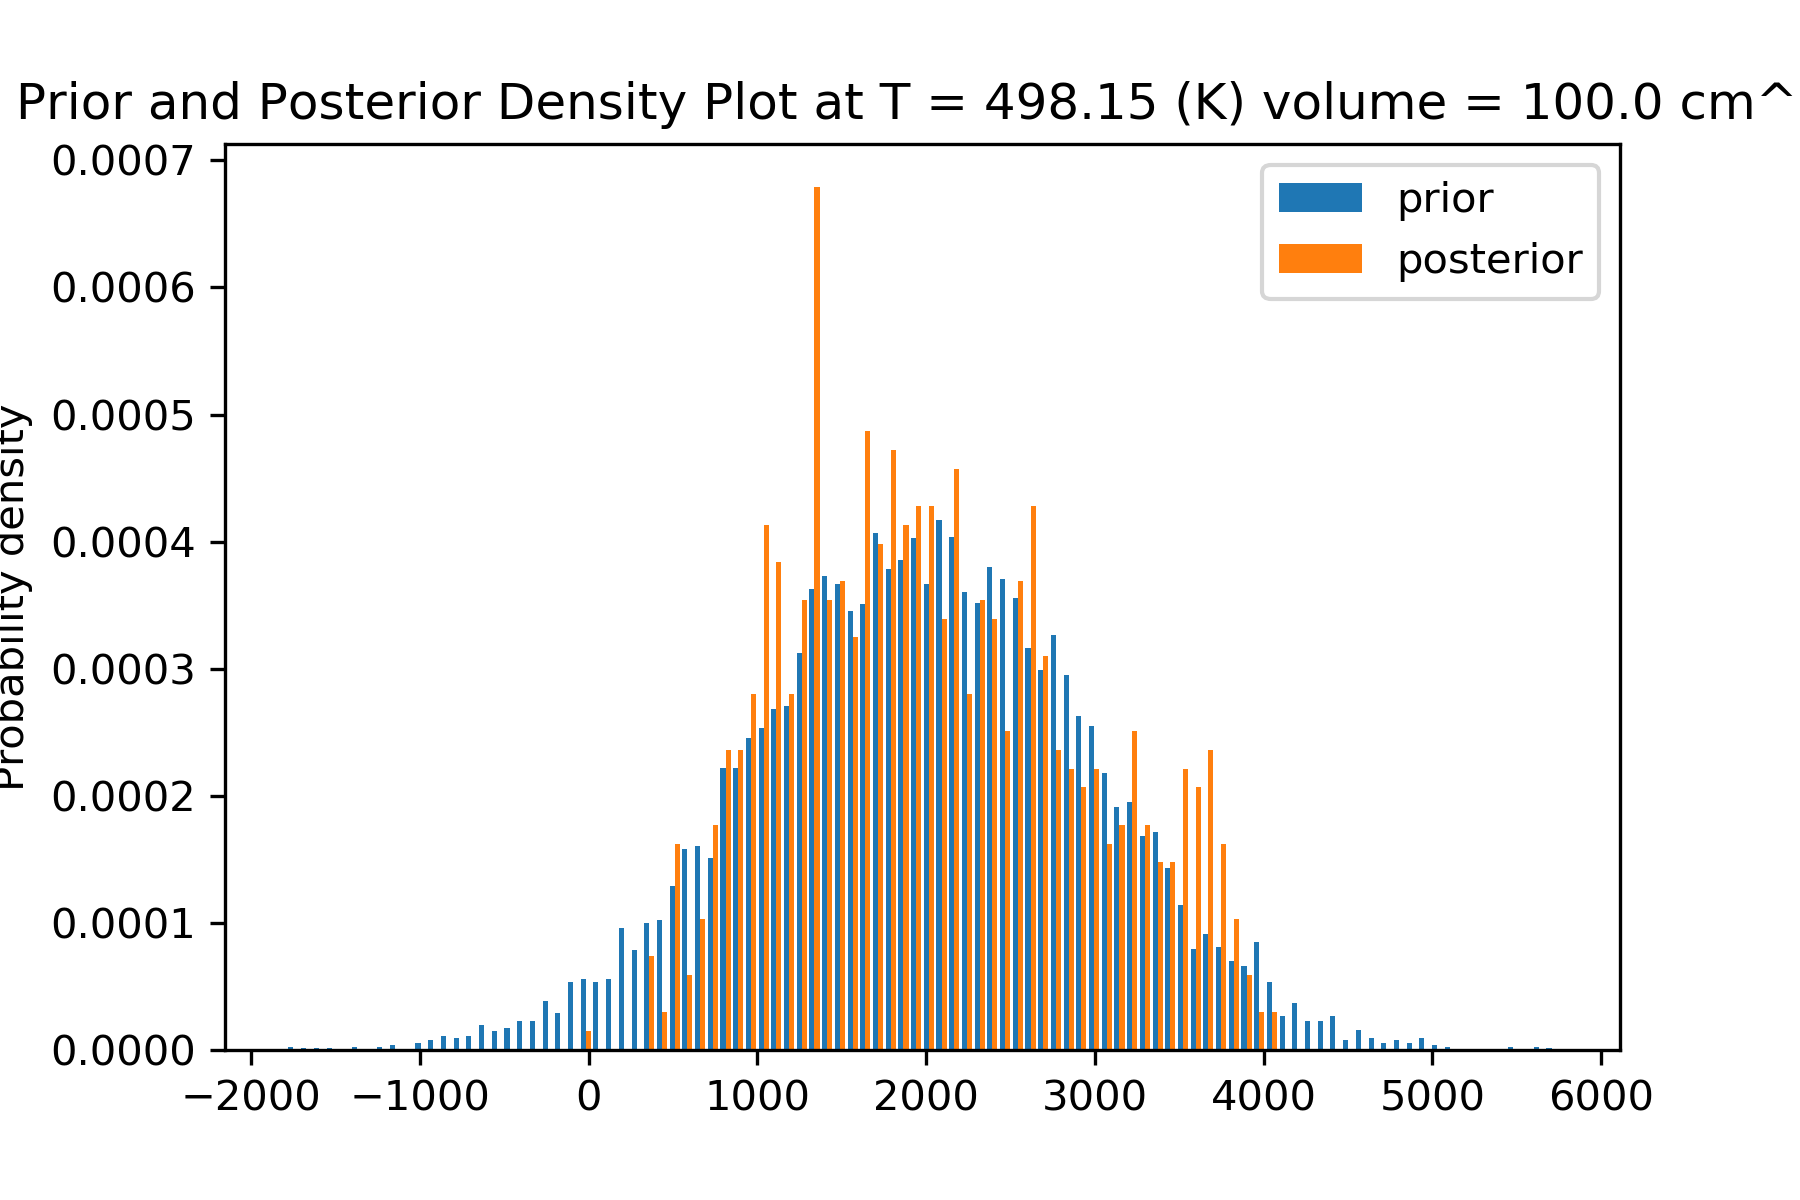 Prior and Posterior Density Plot at T = 498.15 (K) volume = 100.0 cm^
prior
posterior
Probability density
0.0007
0.0006
0.0005
0.0004
0.0003
0.0002
0.0001
0.0000
−2000 −1000 0 1000 2000 3000 4000 5000 6000